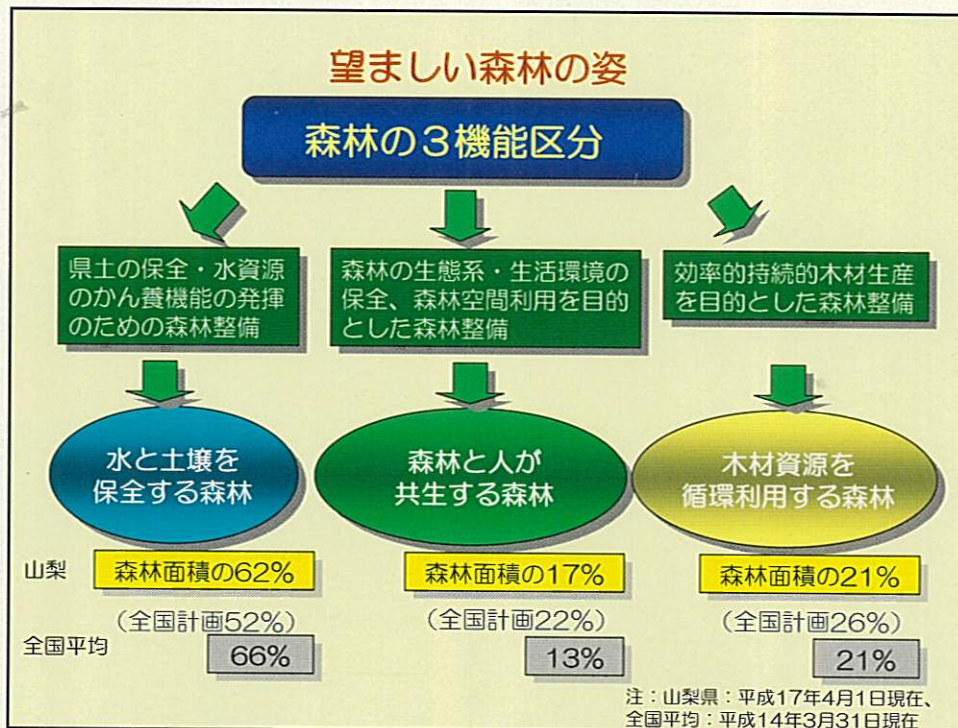 望ましい森林の姿
森林の3機能区分
県土の保全・水資源
のかん養機能の発揮
のための森林整備
森林の生態系・生活環境の
保全、森林空間利用を目的
とした森林整備
効率的持続的木材生産
を目的とした森林整備
水と土壌を
保全する森林
森林と人が
共生する森林
木材資源を
循環利用する森林
山梨
森林面積の62%
森林面積の17%
森林面積の21%
(全国計画52%)
(全国計画22%)
(全国計画26%)
全国平均
66%
13%
21%
注:山梨県:平成17年4月1日現在、
全国平均:平成14年3月31日現在